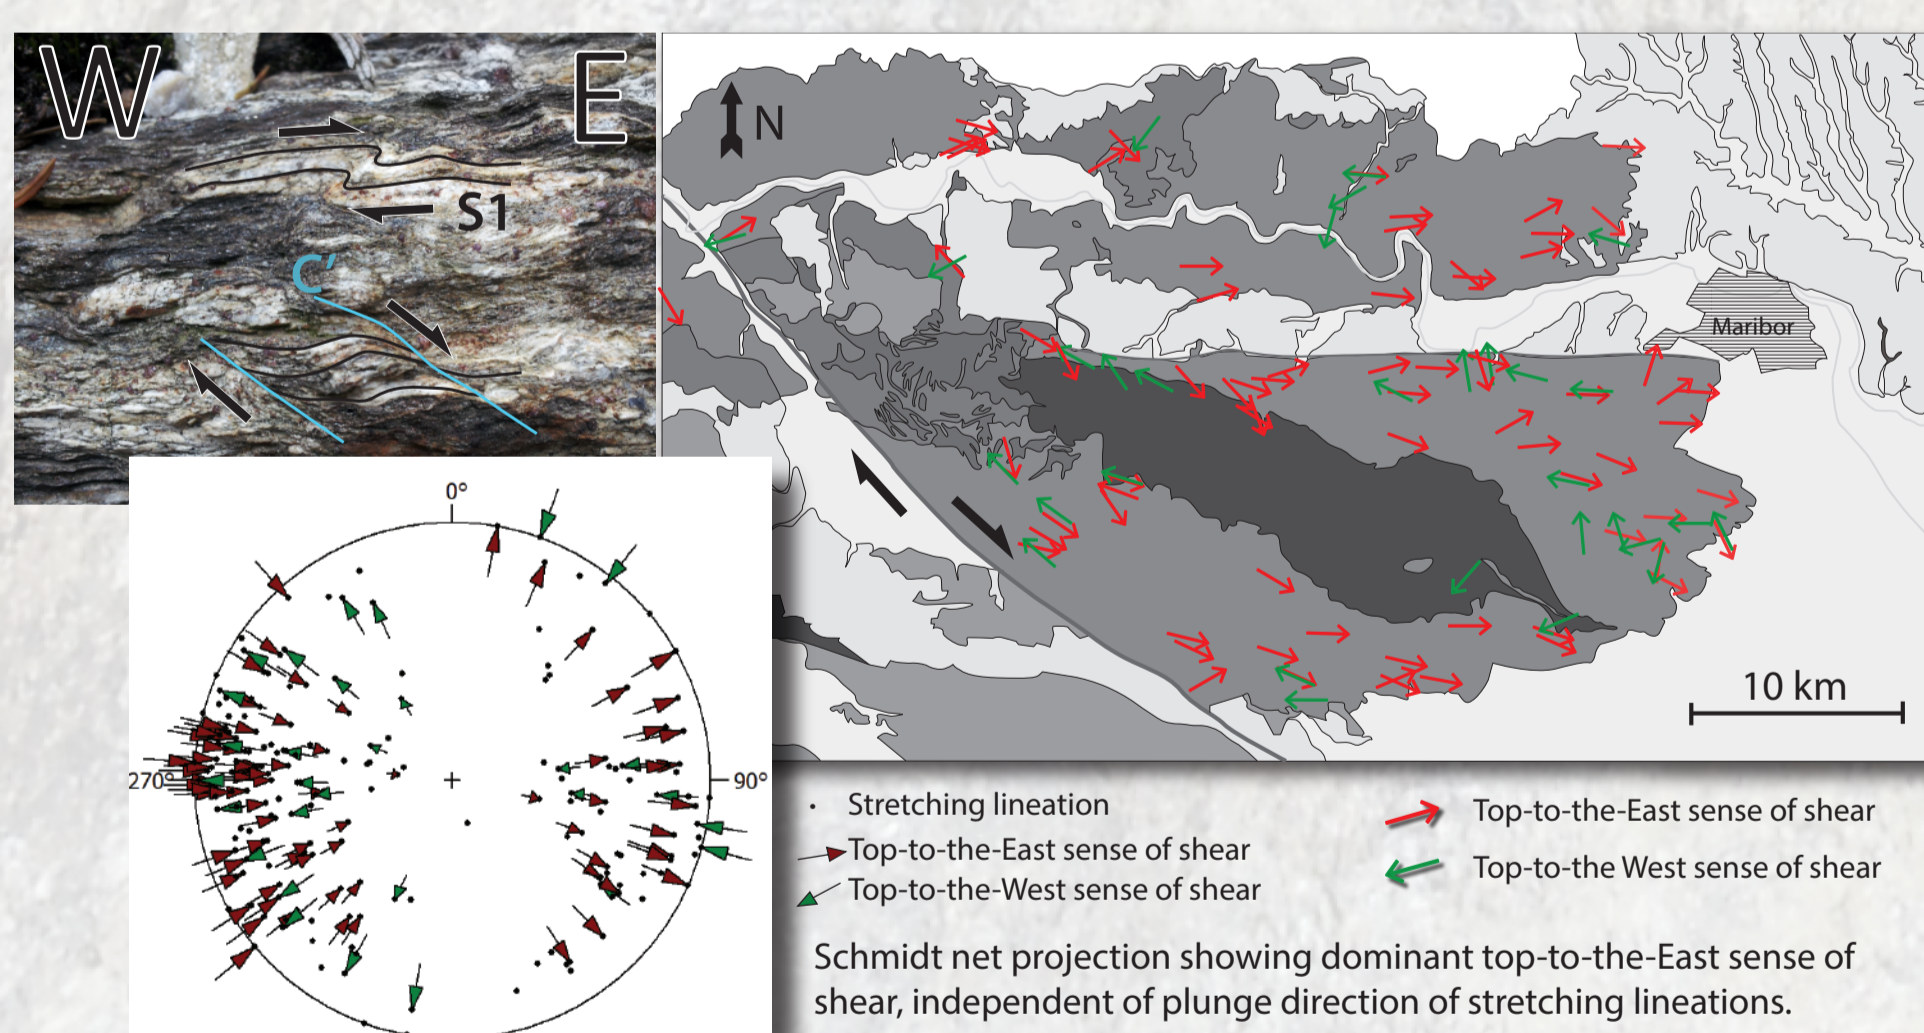 W
E
S1
C'
N
Maribor
10 km
0°
270°
90°
Stretching lineation
Top-to-the-East sense of shear
Top-to-the-West sense of shear
Top-to-the-East sense of shear
Top-to-the West sense of shear
Schmidt net projection showing dominant top-to-the-East sense of
shear, independent of plunge direction of stretching lineations.